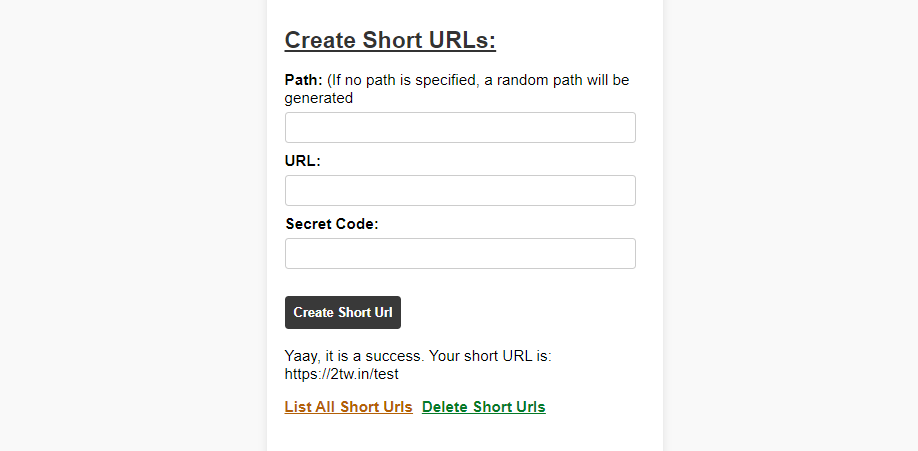 Create Short URLs:
Path: (If no path is specified, a random path will be
generated
URL:
Secret Code:
Create Short Url
Yaay, it is a success. Your short URL is:
https://2tw.in/test
List All Short Urls Delete Short Urls